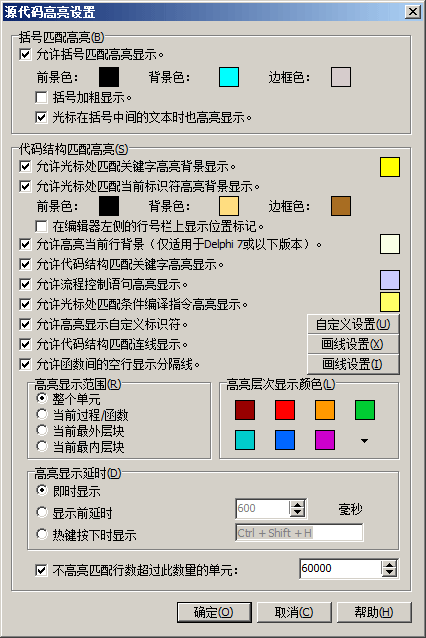 源代码高亮设置
括号匹配高亮(B)
允许括号匹配高亮显示。
前景色： 背景色： 边框色：
括号加粗显示。
光标在括号中间的文本时也高亮显示。
代码结构匹配高亮(S)
允许光标处匹配关键字高亮背景显示。
允许光标处匹配当前标识符高亮背景显示。
前景色： 背景色： 边框色：
在编辑器左侧的行号栏上显示位置标记。
允许高亮当前行背景（仅适用于Delphi 7或以下版本）。
允许代码结构匹配关键字高亮显示。
允许流程控制语句高亮显示。
允许光标处匹配条件编译指令高亮显示。
允许高亮显示自定义标识符。 自定义设置(U)
允许代码结构匹配连线显示。 画线设置(X)
允许函数间的空行显示分隔线。 画线设置(I)
高亮显示范围(R) 高亮层次显示颜色(L)
整个单元
当前过程/函数
当前最外层块
当前最内层块
高亮显示延时(D)
即时显示
显示前延时 600 毫秒
热键按下时显示 Ctrl + Shift + H
不高亮匹配行数超过此数量的单元： 60000
确定(O) 取消(C) 帮助(H)